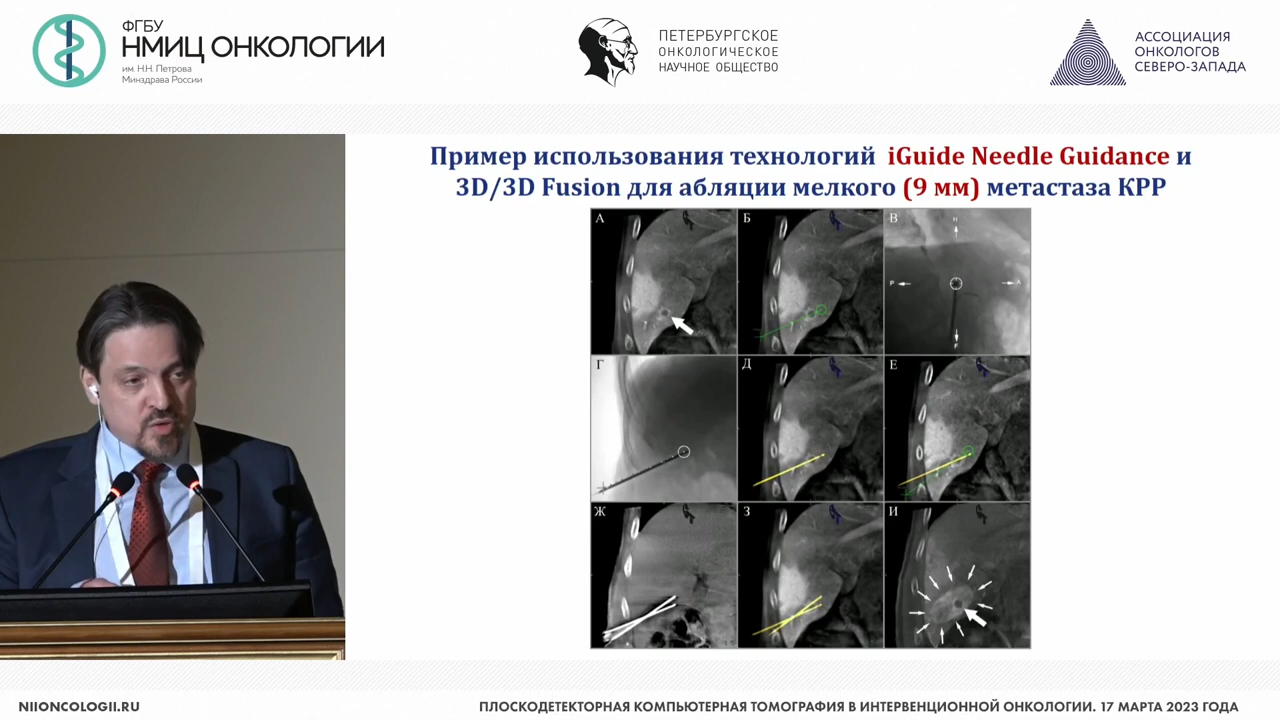 ФГБУ
НМИЦ ОНКОЛОГИИ
им. Н.Н. Петрова
Минздрава России
ПЕТЕРБУРГСКОЕ
ОНКОЛОГИЧЕСКОЕ
НАУЧНОЕ ОБЩЕСТВО
АССОЦИАЦИЯ
ОНКОЛОГОВ
СЕВЕРО-ЗАПАДА
Пример использования технологий iGuide Needle Guidance и
3D/3D Fusion для абляции мелкого (9 мм) метастаза КРР
А
Б
В
H
P
A
F
Г
Д
Е
Ж
З
И
NIIONCOLOGII.RU
ПЛОСКОДЕТЕКТОРНАЯ КОМПЬЮТЕРНАЯ ТОМОГРАФИЯ В ИНТЕРВЕНЦИОННОЙ ОНКОЛОГИИ. 17 МАРТА 2023 ГОДА